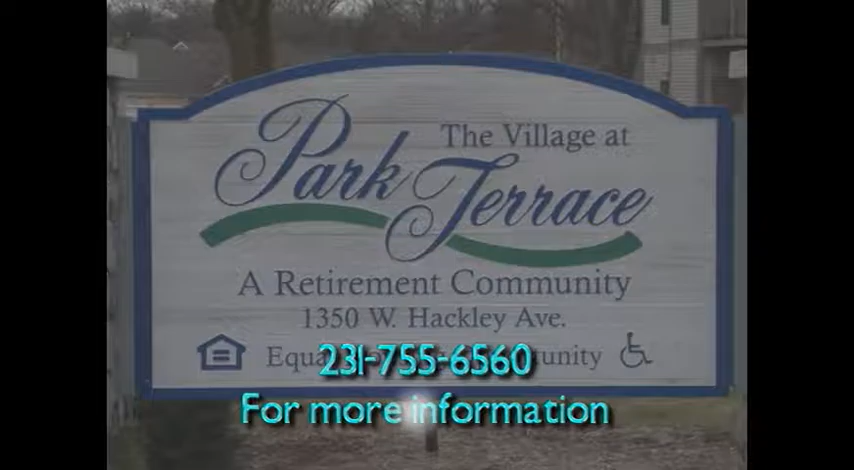 The Village at
Park Terrace
A Retirement Community
1350 W. Hackley Ave.
231-755-6560
For more information